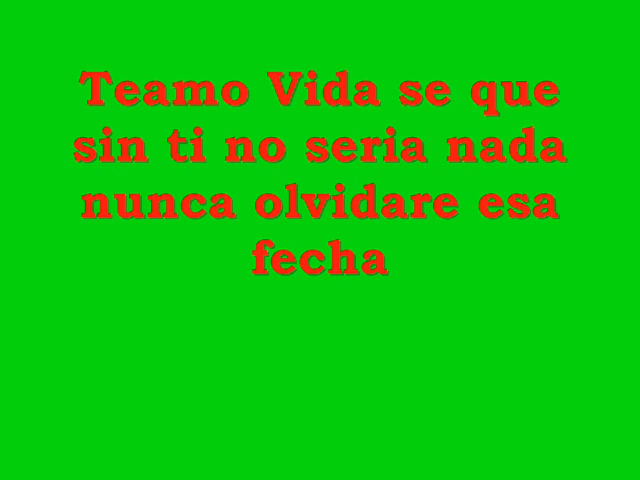 Teamo Vida se que
sin ti no seria nada
nunca olvidare esa
fecha